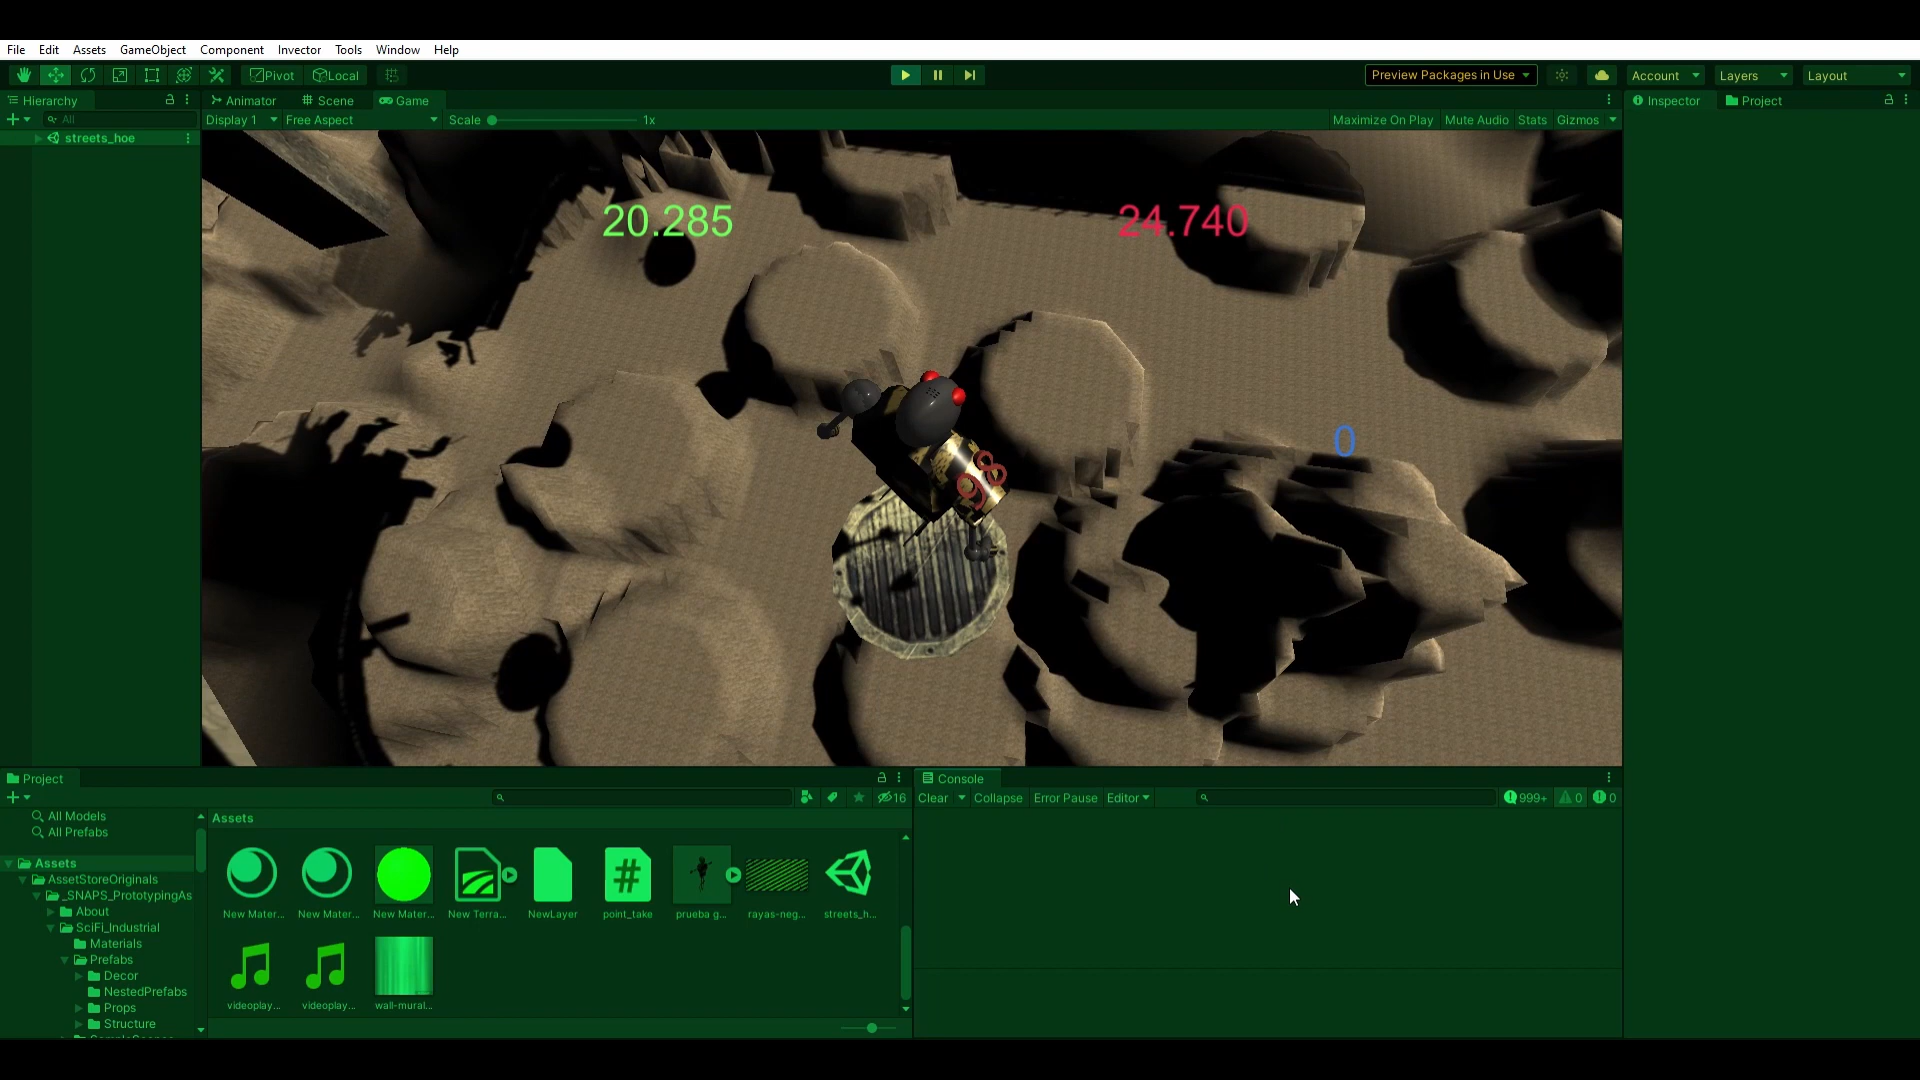 File Edit Assets GameObject Component Invector Tools Window Help
Pivot Local Preview Packages in Use Account Layers Layout
Hierarchy Animator Scene Game Inspector Project
All Display 1 Free Aspect Scale 1x Maximize On Play Mute Audio Stats Gizmos
streets_hoe
20.285 24.740
0
98
Project Console
16 Clear Collapse Error Pause Editor 999+ 0 0
All Models
All Prefabs
Assets
Assets
AssetStoreOriginals
_SNAPS_PrototypingAs
About
SciFi_Industrial
Materials
Prefabs
Decor
NestedPrefabs
Props
Structure
New Mater... New Mater... New Mater... New Terra... NewLayer point_take prueba g... rayas-neg... streets_h...
videoplay... videoplay... wall-mural...